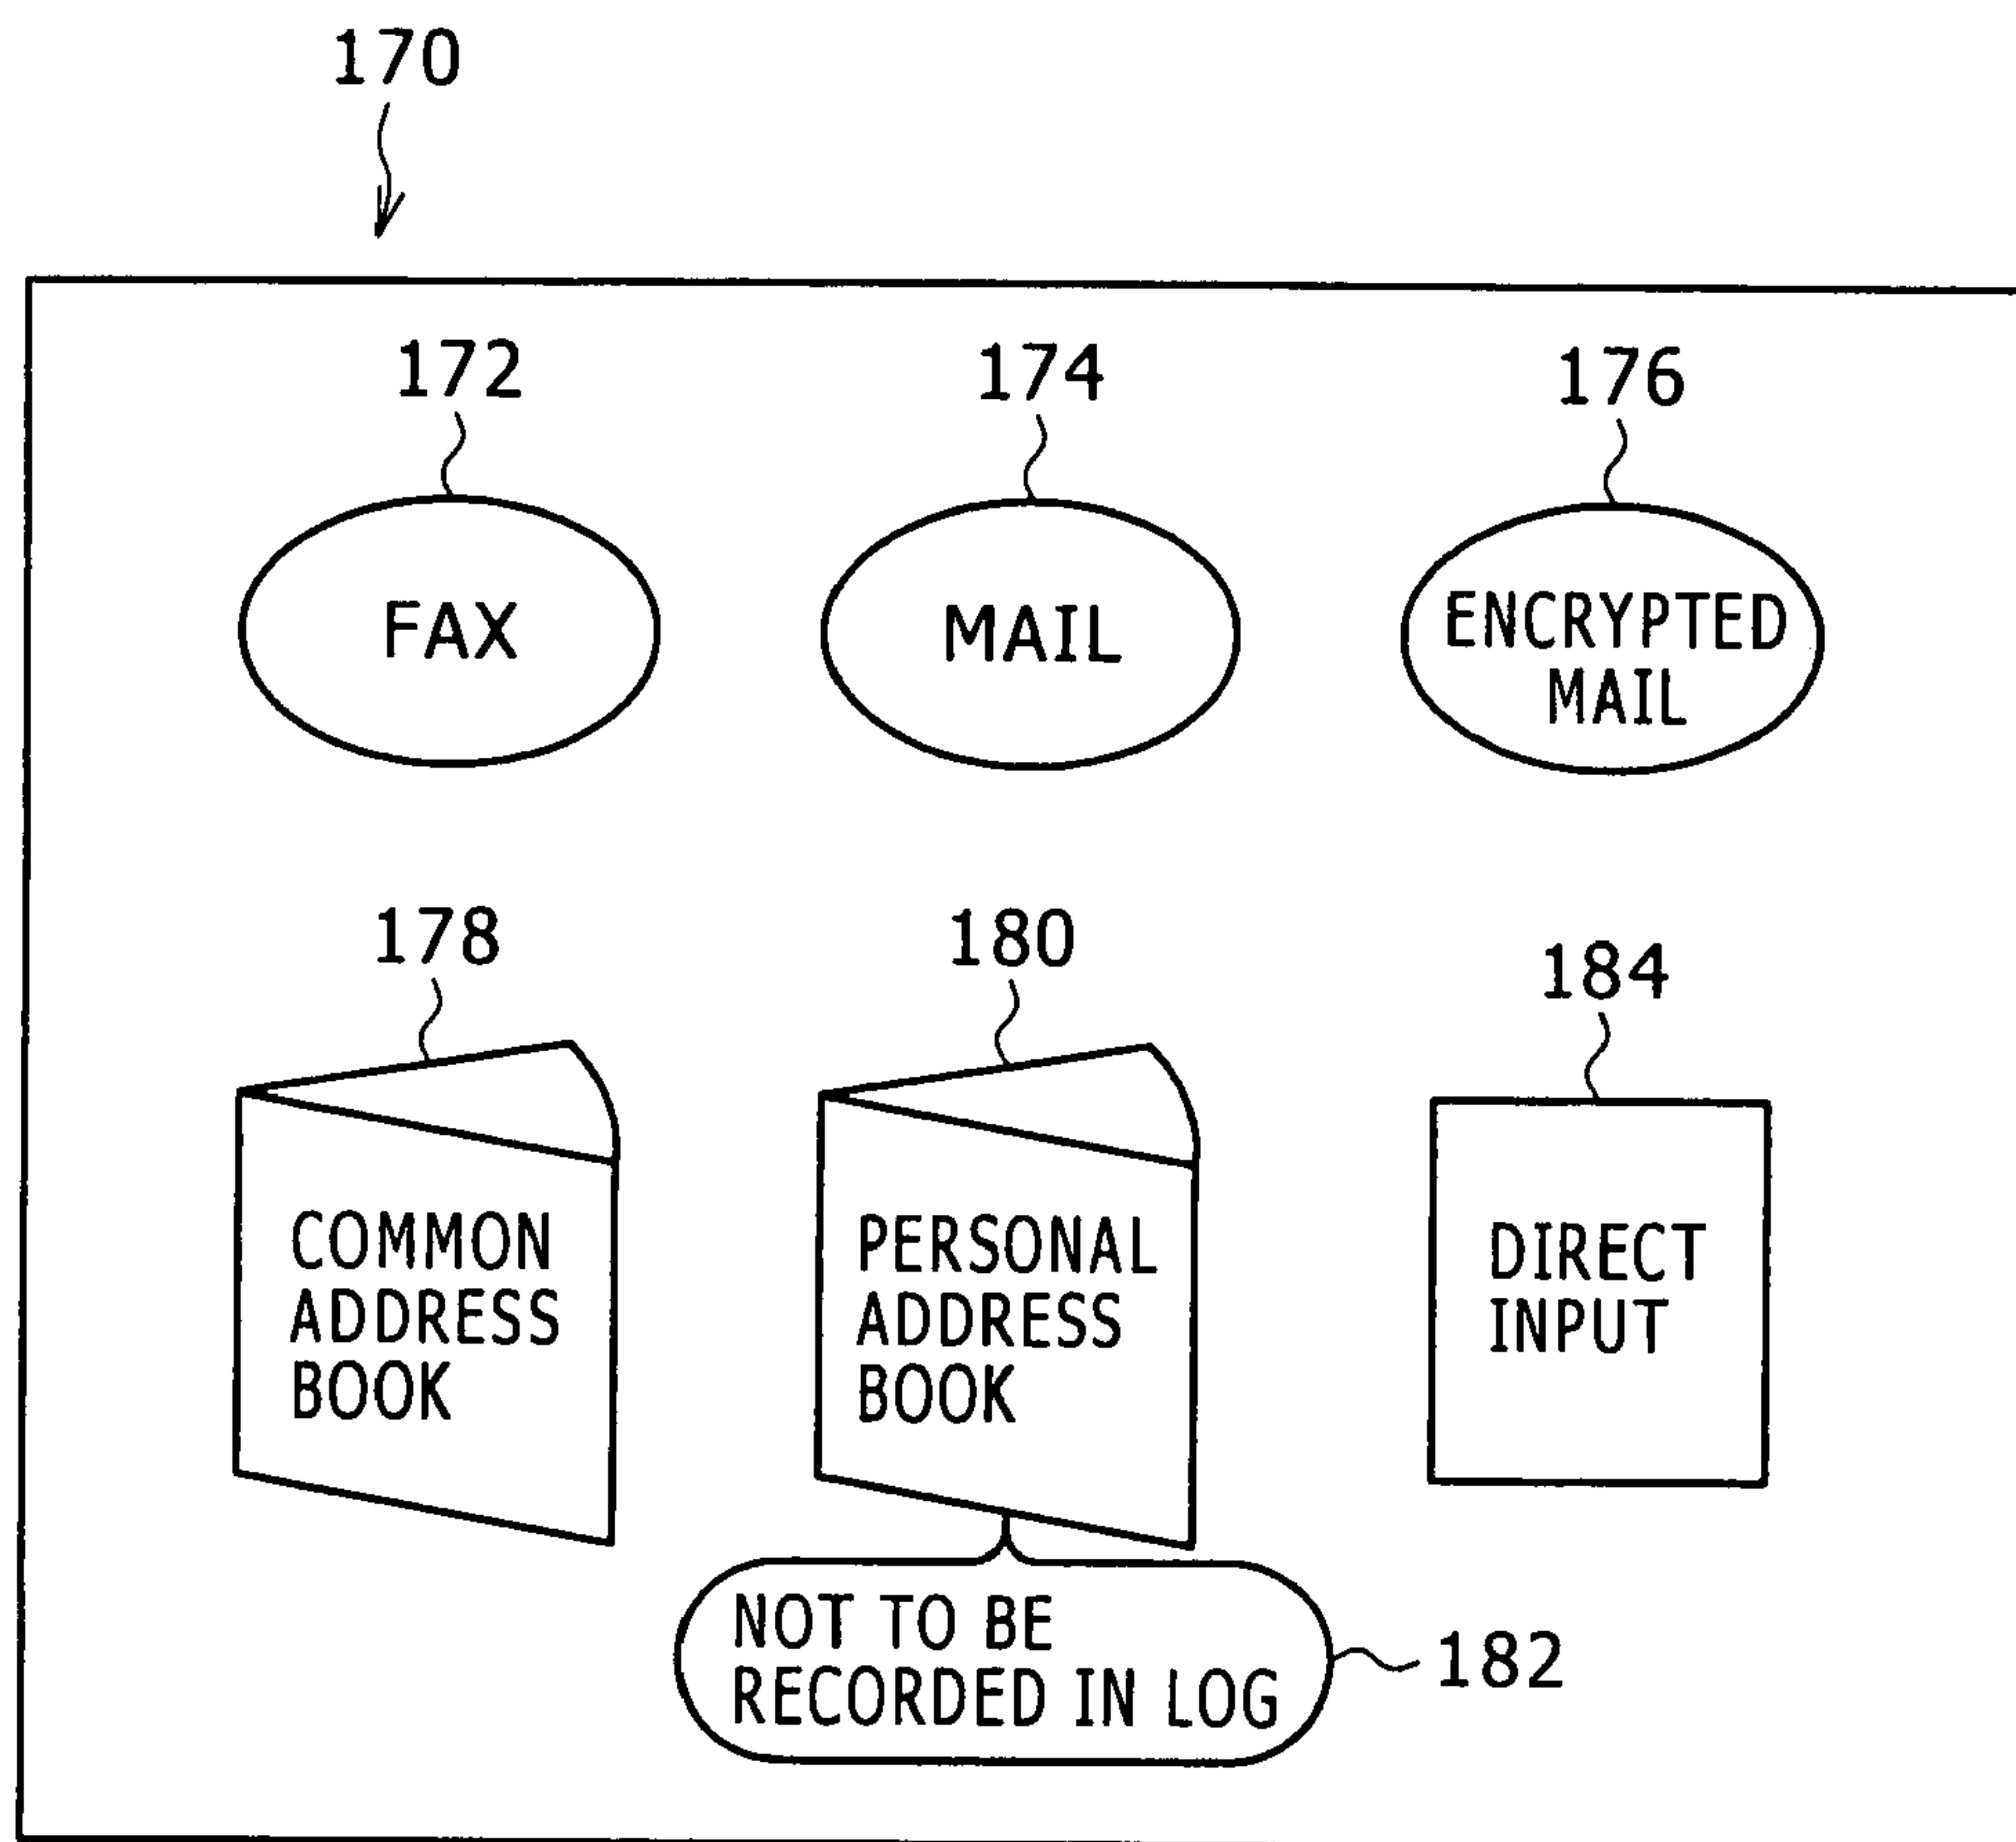 170
172
174
176
FAX
MAIL
ENCRYPTED
MAIL
178
180
184
COMMON
ADDRESS
BOOK
PERSONAL
ADDRESS
BOOK
DIRECT
INPUT
NOT TO BE
RECORDED IN LOG
182